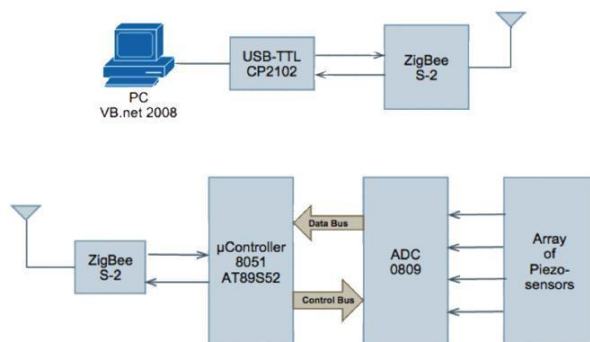 USB-TTL
CP2102
ZigBee
S-2
PC
VB.net 2008
ZigBee
S-2
µController
8051
AT89S52
Data Bus
Control Bus
ADC
0809
Array
of
Piezo-
sensors